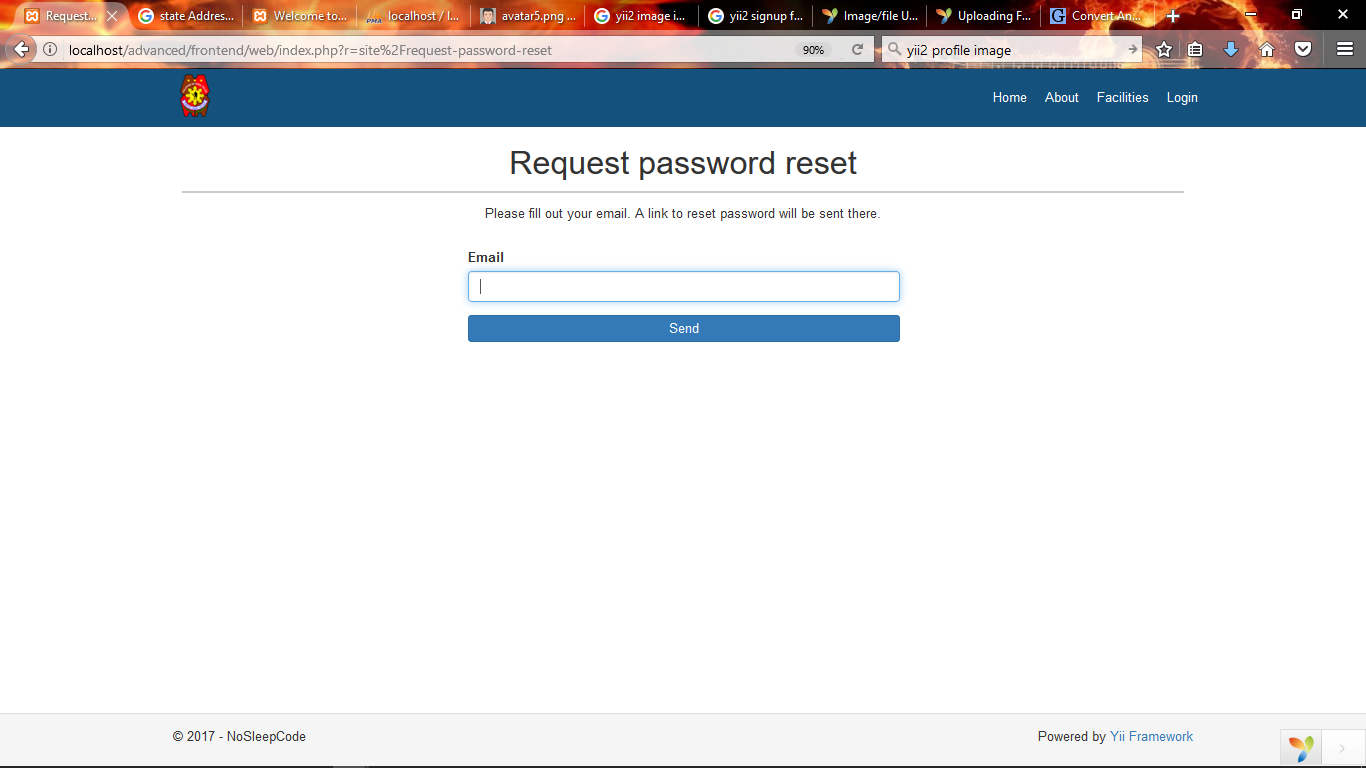 Request...
state Addres...
Welcome to...
PMA
localhost / l...
avatar5.png ...
yii2 image i...
yii2 signup f...
Image/file U...
Uploading F...
Convert An...
localhost/advanced/frontend/web/index.php?r=site%2Frequest-password-reset
90%
yii2 profile image
Home About Facilities Login
Request password reset
Please fill out your email. A link to reset password will be sent there.
Email
Send
© 2017 - NoSleepCode
Powered by Yii Framework